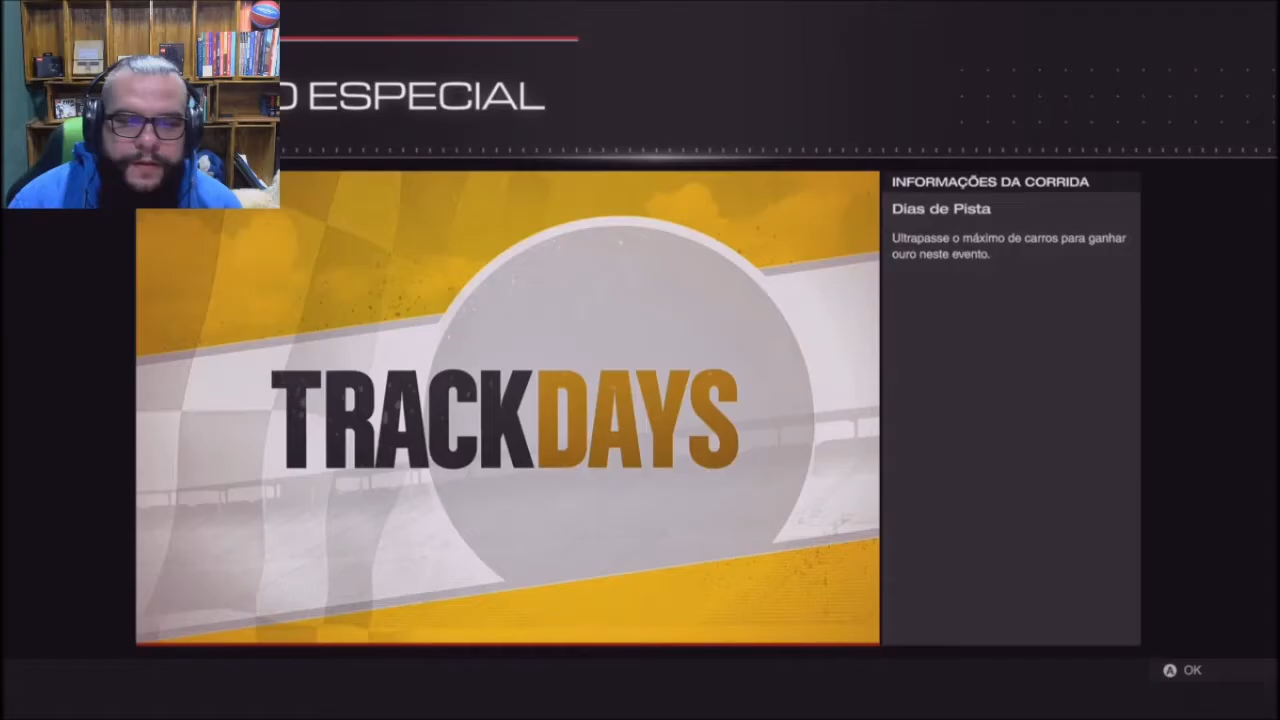 O ESPECIAL
INFORMAÇÕES DA CORRIDA
Dias de Pista
Ultrapasse o máximo de carros para ganhar
ouro neste evento.
TRACKDAYS
A OK